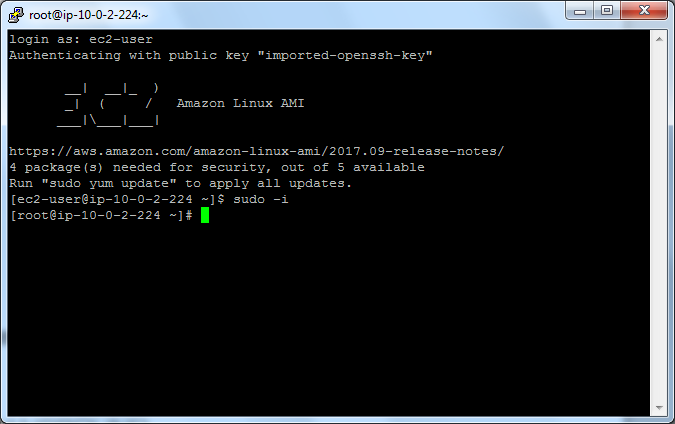 root@ip-10-0-2-224:~
login as: ec2-user
Authenticating with public key "imported-openssh-key"
       __|  __|_  )
       _|  (     /   Amazon Linux AMI
      ___|\___|___|
https://aws.amazon.com/amazon-linux-ami/2017.09-release-notes/
4 package(s) needed for security, out of 5 available
Run "sudo yum update" to apply all updates.
[ec2-user@ip-10-0-2-224 ~]$ sudo -i
[root@ip-10-0-2-224 ~]#